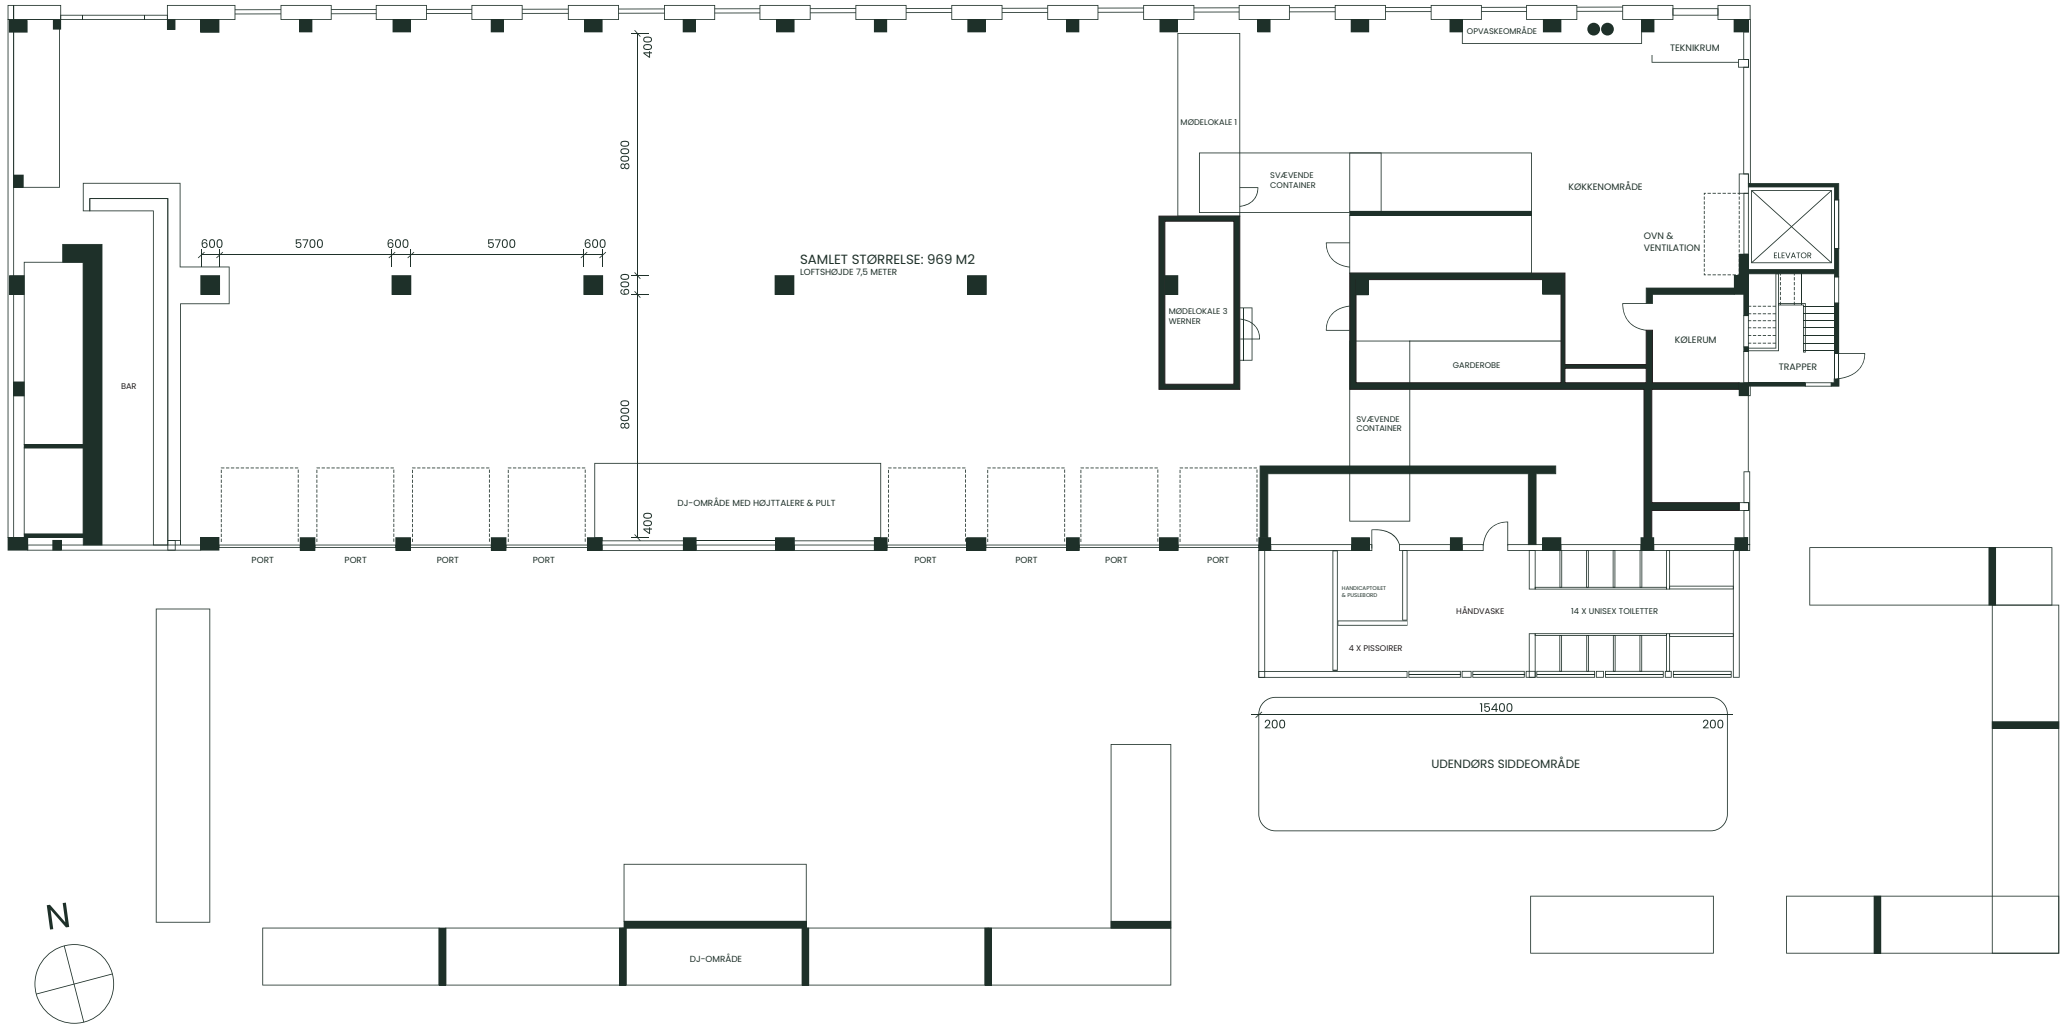 OPVASKEOMRÅDE
TEKNIKRUM
400
8000
MØDELOKALE 1
SVÆVENDE
CONTAINER
KØKKENOMRÅDE
OVN &
VENTILATION
ELEVATOR
600
5700
600
5700
600
600
SAMLET STØRRELSE: 969 M2
LOFTSHØJDE 7,5 METER
MØDELOKALE 3
WERNER
KØLERUM
GARDEROBE
TRAPPER
BAR
8000
SVÆVENDE
CONTAINER
DJ-OMRÅDE MED HØJTTALERE & PULT
400
PORT
PORT
PORT
PORT
PORT
PORT
PORT
PORT
HANDICAPTOILET
& PUSLEBORD
HÅNDVASKE
14 X UNISEX TOILETTER
4 X PISSOIRER
15400
200
200
UDENDØRS SIDDEOMRÅDE
N
DJ-OMRÅDE